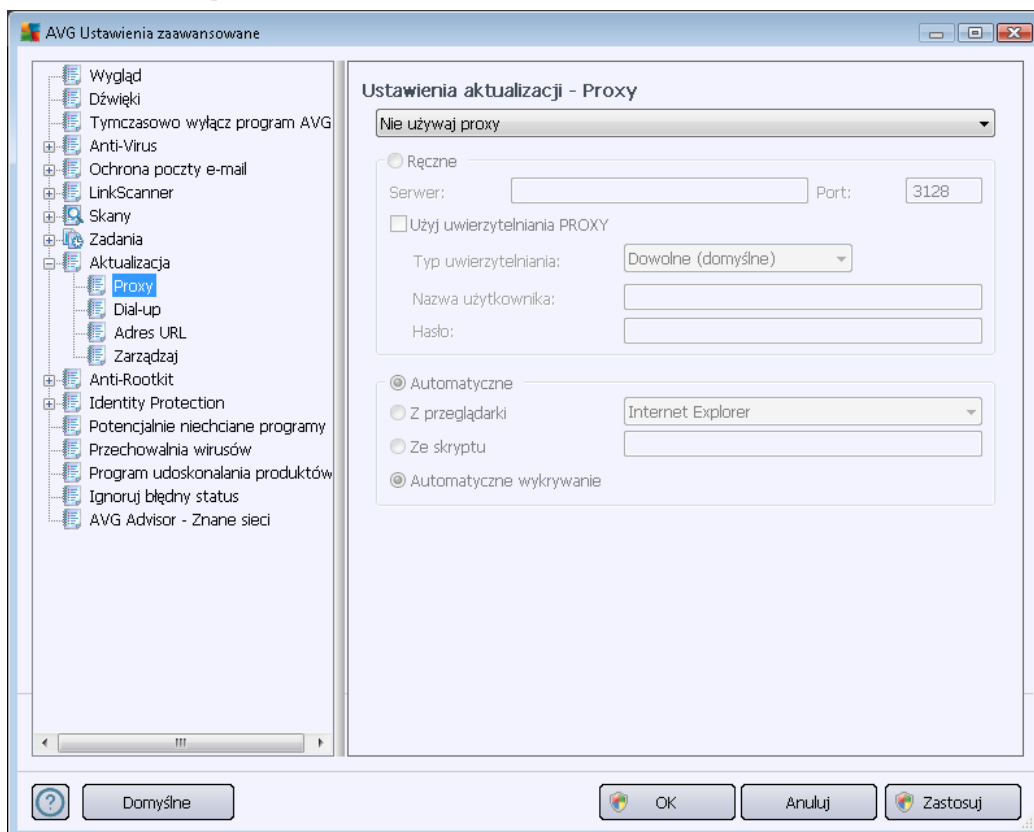 AVG Ustawienia zaawansowane
Wygląd
Dźwięki
Tymczasowo wyłącz program AVG
Anti-Virus
Ochrona poczty e-mail
LinkScanner
Skany
Zadania
Aktualizacja
Proxy
Dial-up
Adres URL
Zarządzaj
Anti-Rootkit
Identity Protection
Potencjalnie niechciane programy
Przechowalnia wirusów
Program udoskonalania produktów
Ignoruj błędny status
AVG Advisor - Znane sieci
Ustawienia aktualizacji - Proxy
Nie używaj proxy
Ręczne
Serwer: Port: 3128
Użyj uwierzytelniania PROXY
Typ uwierzytelniania: Dowolne (domyślne)
Nazwa użytkownika:
Hasło:
Automatyczne
Z przeglądarki Internet Explorer
Ze skryptu
Automatyczne wykrywanie
? Domyślne OK Anuluj Zastosuj